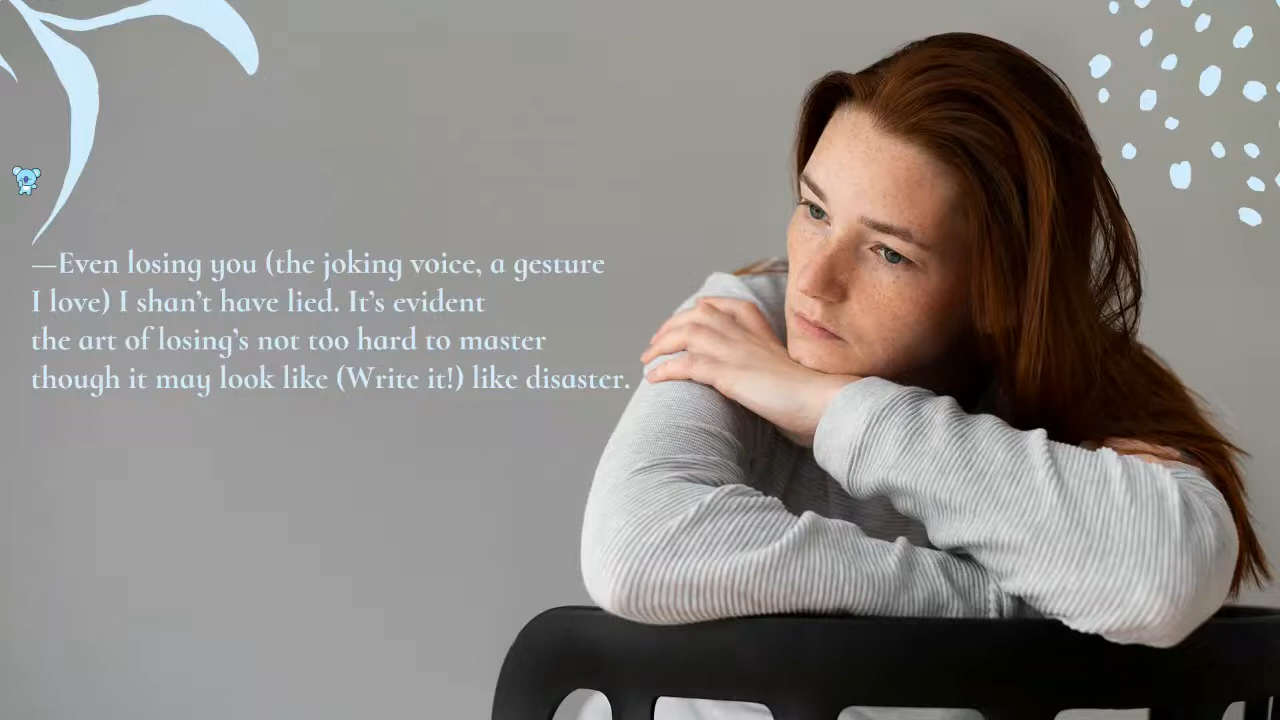 —Even losing you (the joking voice, a gesture
I love) I shan’t have lied. It’s evident
the art of losing’s not too hard to master
though it may look like (Write it!) like disaster.